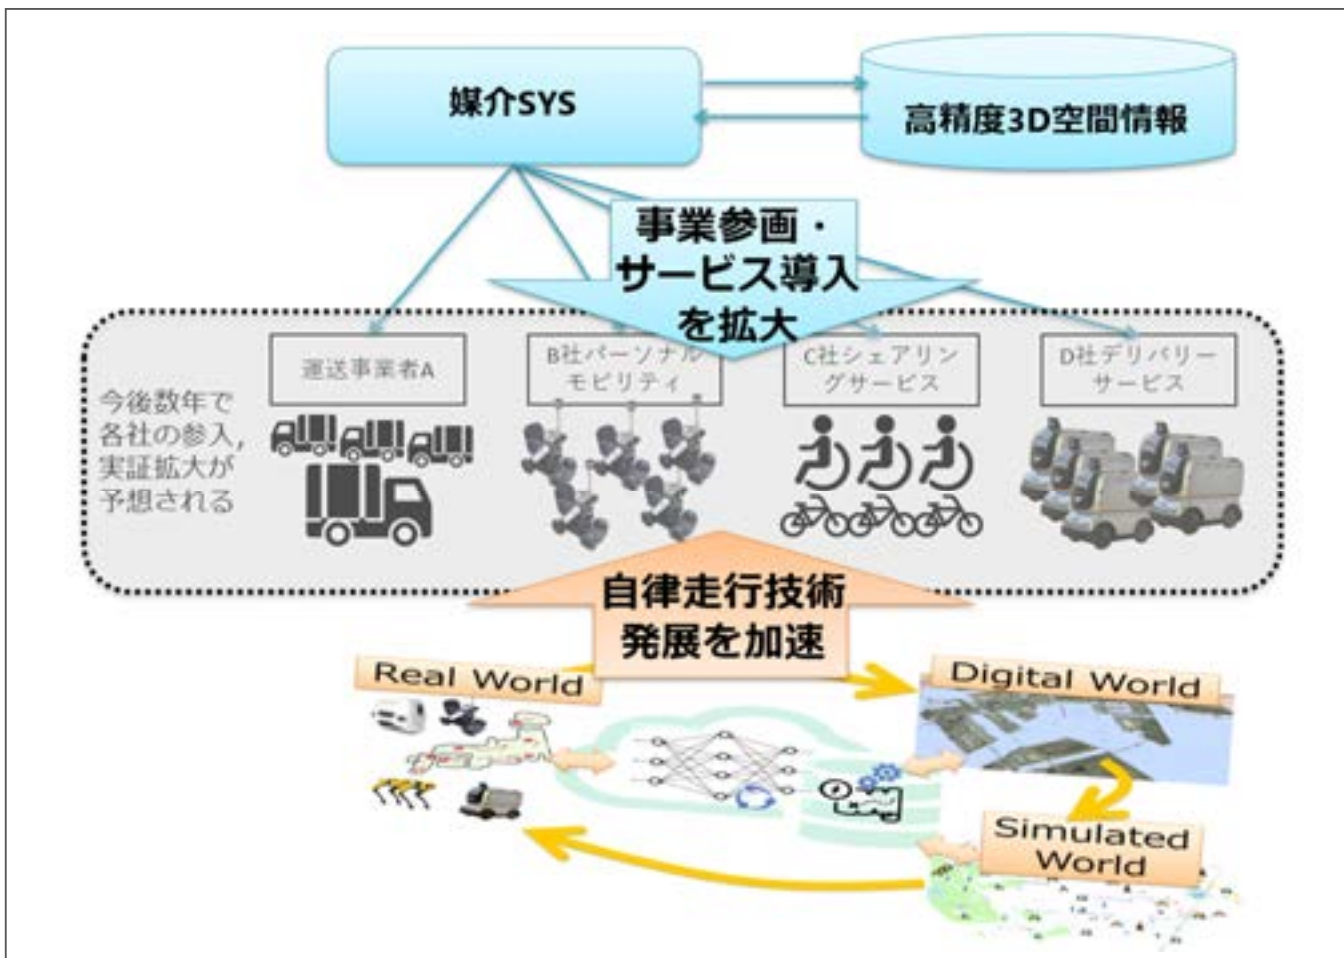 媒介SYS
高精度3D空間情報
事業参画・
サービス導入
を拡大
運送事業者A
B社パーソナル
モビリティ
C社シェアリン
グサービス
D社デリバリー
サービス
今後数年で
各社の参入,
実証拡大が
予想される
自律走行技術
発展を加速
Real World
Digital World
Simulated
World